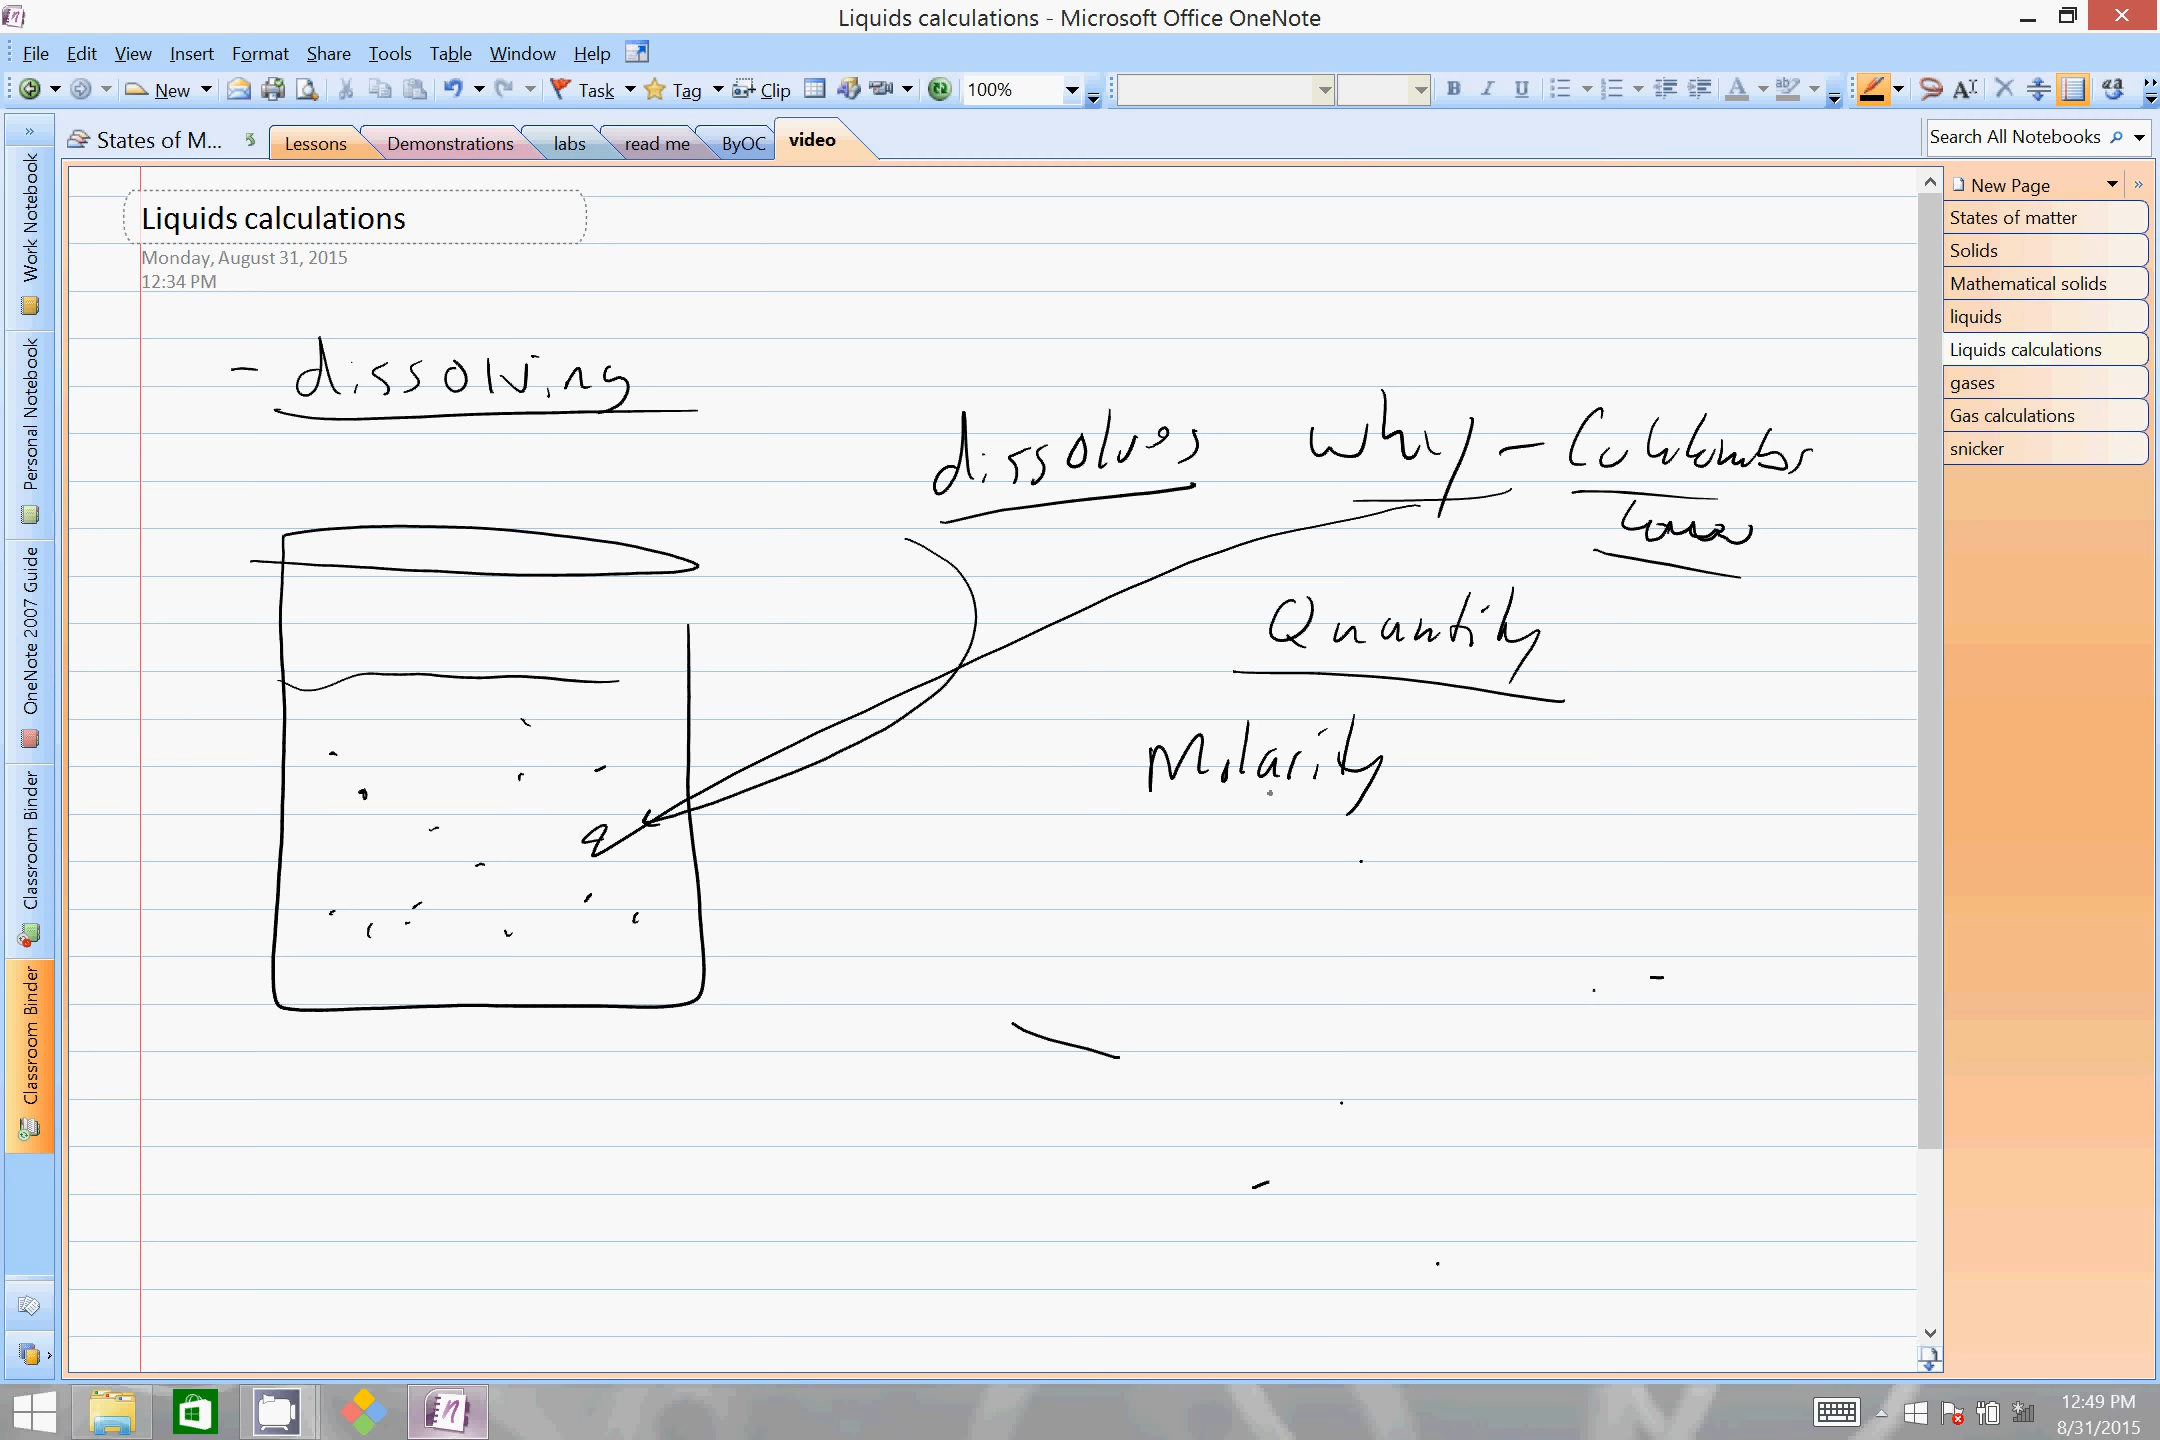 Liquids calculations - Microsoft Office OneNote
File Edit View Insert Format Share Tools Table Window Help
New Task Tag Clip 100% B I U
States of M... Lessons Demonstrations labs read me ByOC video
Search All Notebooks
Work Notebook
Personal Notebook
OneNote 2007 Guide
Classroom Binder
Classroom Binder
New Page
States of matter
Solids
Mathematical solids
liquids
Liquids calculations
gases
Gas calculations
snicker
Liquids calculations
Monday, August 31, 2015
12:34 PM
- dissolving
dissolves why -
Quantity
Molarity
12:49 PM
8/31/2015